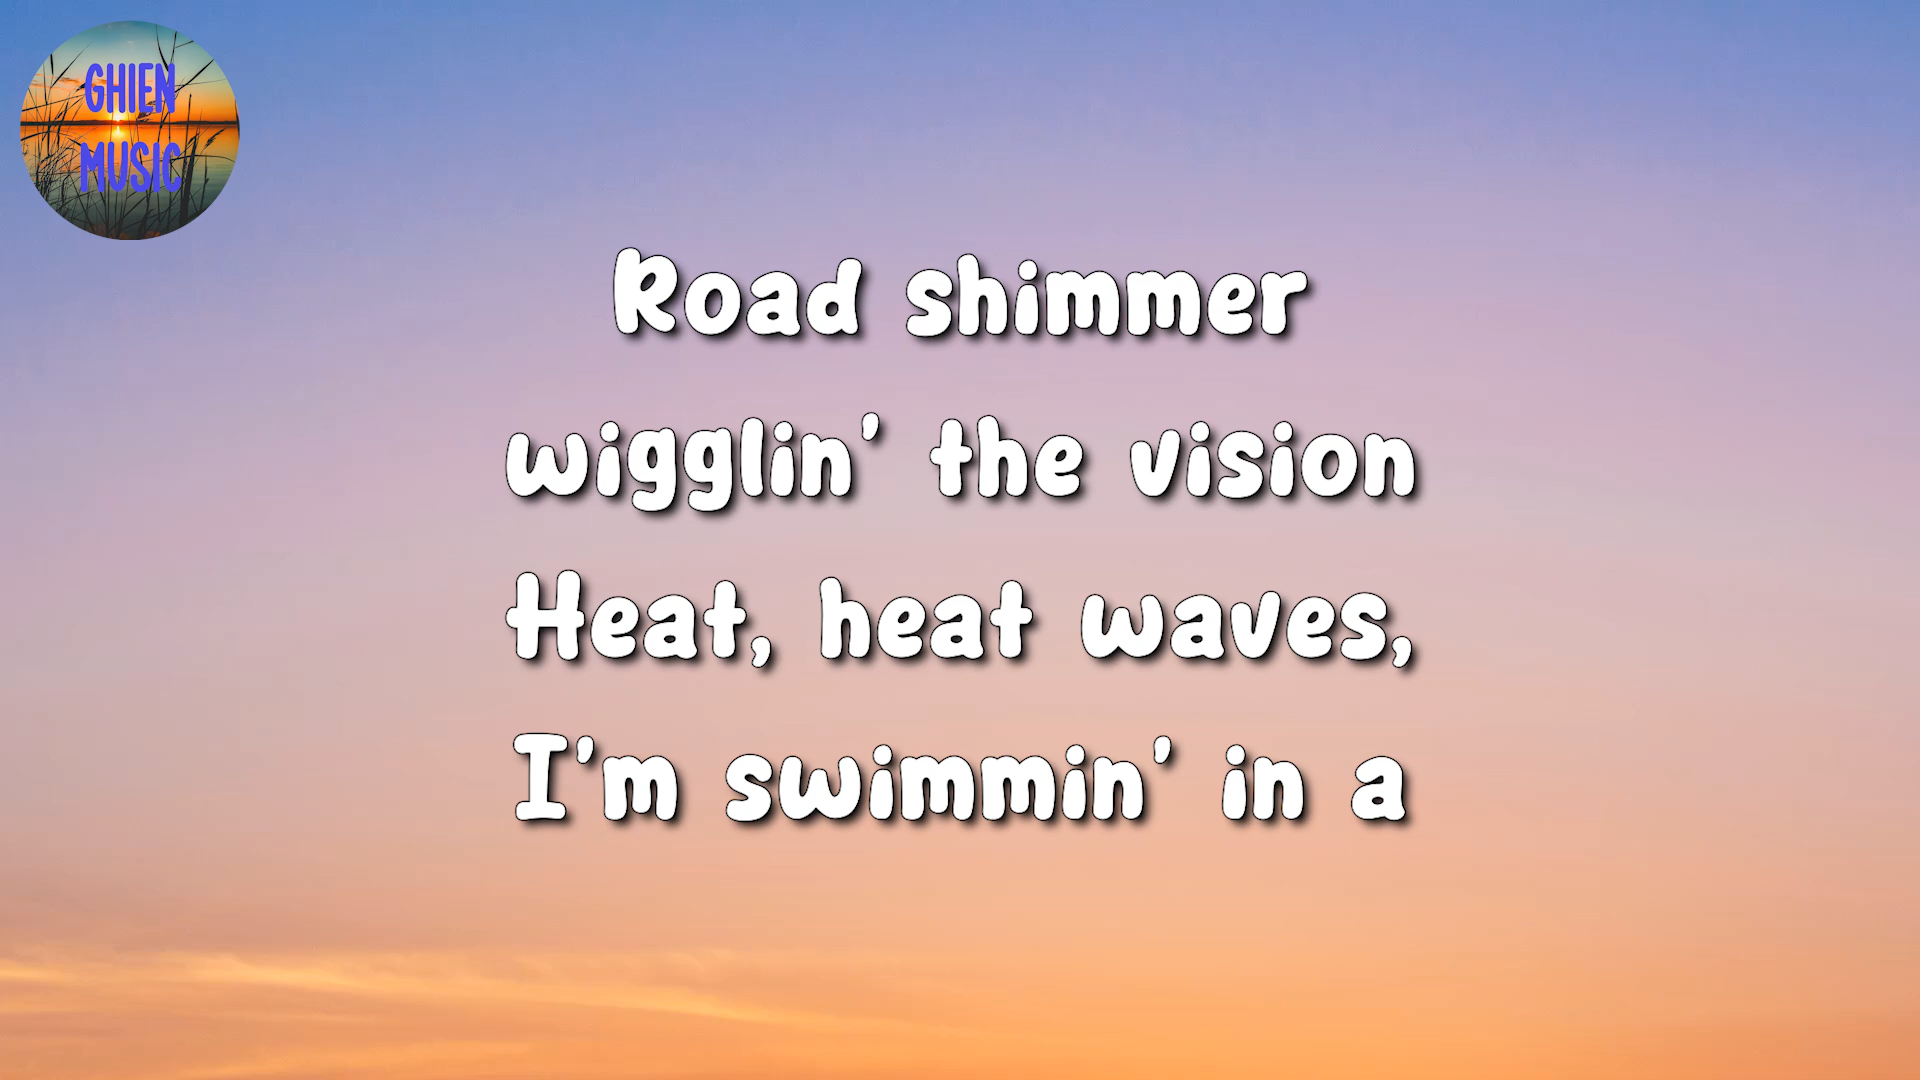 GHIEN
MUSIC
Road shimmer
wigglin' the vision
Heat, heat waves,
I'm swimmin' in a